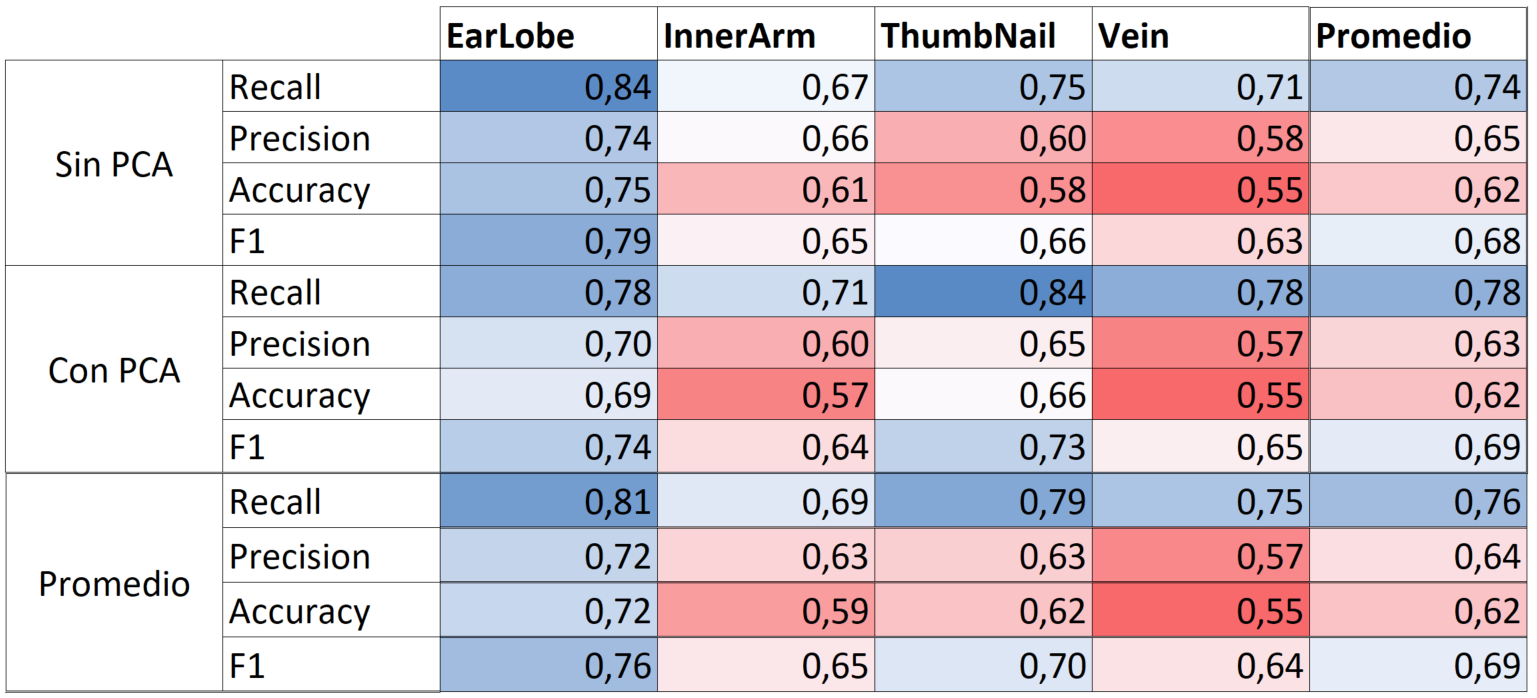 EarLobe InnerArm ThumbNail Vein Promedio
Sin PCA
Recall 0,84 0,67 0,75 0,71 0,74
Precision 0,74 0,66 0,60 0,58 0,65
Accuracy 0,75 0,61 0,58 0,55 0,62
F1 0,79 0,65 0,66 0,63 0,68
Con PCA
Recall 0,78 0,71 0,84 0,78 0,78
Precision 0,70 0,60 0,65 0,57 0,63
Accuracy 0,69 0,57 0,66 0,55 0,62
F1 0,74 0,64 0,73 0,65 0,69
Promedio
Recall 0,81 0,69 0,79 0,75 0,76
Precision 0,72 0,63 0,63 0,57 0,64
Accuracy 0,72 0,59 0,62 0,55 0,62
F1 0,76 0,65 0,70 0,64 0,69